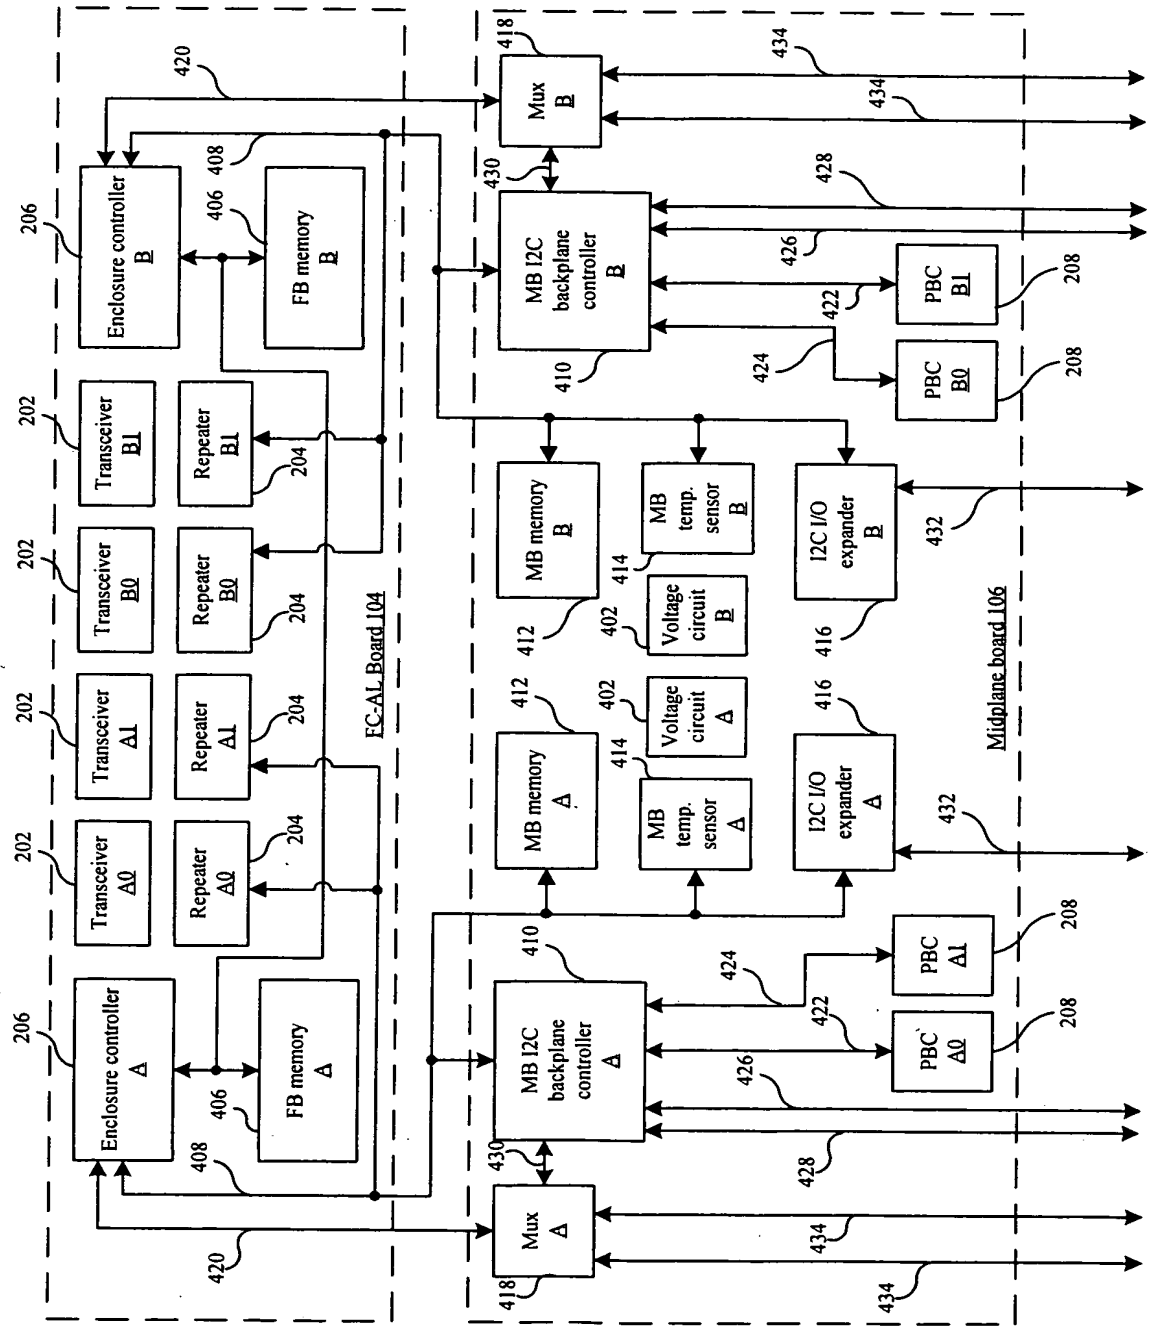 206
Enclosure controller
A
202
Transceiver
A0
202
Transceiver
A1
202
Transceiver
B0
202
Transceiver
B1
206
Enclosure controller
B
420
408
406
FB memory
A
Repeater
A0
204
Repeater
A1
204
Repeater
B0
204
Repeater
B1
204
406
FB memory
B
408
420
FC-AL Board 104
418
Mux
A
430
MB I2C
backplane
controller
A
410
MB memory
A
412
MB memory
B
412
MB I2C
backplane
controller
B
410
430
Mux
B
418
MB
temp.
sensor
A
414
Voltage
circuit
A
402
Voltage
circuit
B
402
MB
temp.
sensor
B
414
I2C I/O
expander
A
416
I2C I/O
expander
B
416
424
422
426
428
424
422
426
428
PBC
A0
208
PBC
A1
208
PBC
B0
208
PBC
B1
208
Midplane board 106
434
434
432
432
434
434